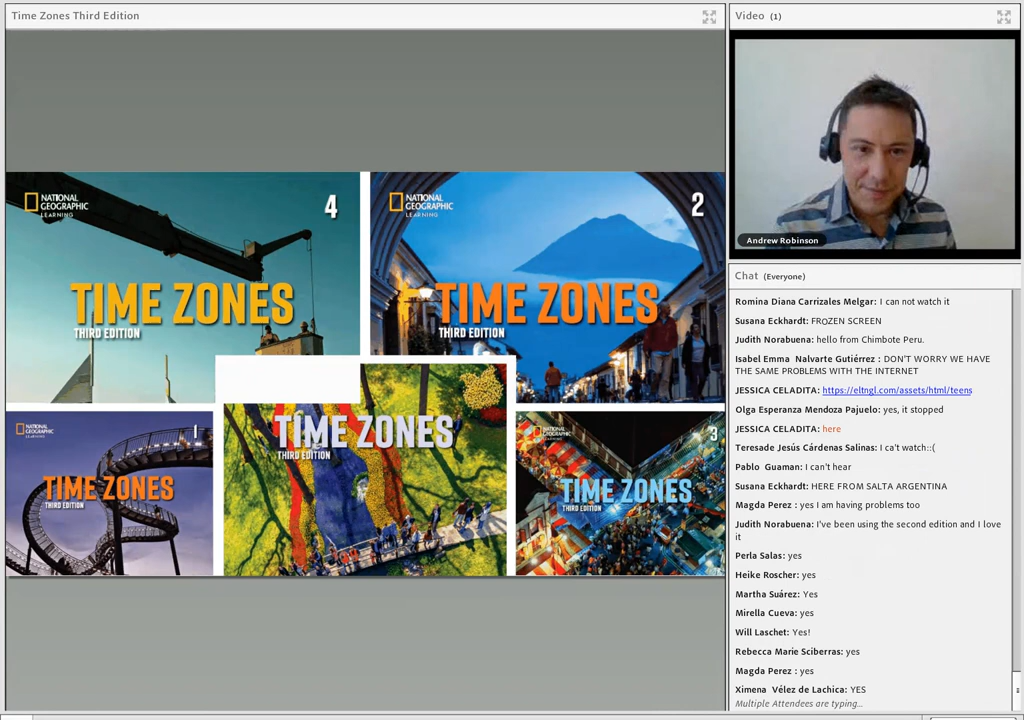 Time Zones Third Edition
NATIONAL
GEOGRAPHIC
LEARNING
4
TIME ZONES
THIRD EDITION
NATIONAL
GEOGRAPHIC
LEARNING
2
TIME ZONES
THIRD EDITION
NATIONAL
GEOGRAPHIC
LEARNING
1
TIME ZONES
THIRD EDITION
TIME ZONES
THIRD EDITION
NATIONAL
GEOGRAPHIC
LEARNING
3
TIME ZONES
THIRD EDITION
Video (1)
Andrew Robinson
Chat (Everyone)
Romina Diana Carrizales Melgar: I can not watch it
Susana Eckhardt: FROZEN SCREEN
Judith Norabuena: hello from Chimbote Peru.
Isabel Emma Nalvarte Gutiérrez : DON'T WORRY WE HAVE
THE SAME PROBLEMS WITH THE INTERNET
JESSICA CELADITA: https://eltngl.com/assets/html/teens
Olga Esperanza Mendoza Pajuelo: yes, it stopped
JESSICA CELADITA: here
Teresade Jesús Cárdenas Salinas: I ca't watch::(
Pablo Guaman: I can't hear
Susana Eckhardt: HERE FROM SALTA ARGENTINA
Magda Perez : yes I am having problems too
Judith Norabuena: I've been using the second edition and I love
it
Perla Salas: yes
Heike Roscher: yes
Martha Suárez: Yes
Mirella Cueva: yes
Will Laschet: Yes!
Rebecca Marie Sciberras: yes
Magda Perez : yes
Ximena Vélez de Lachica: YES
Multiple Attendees are typing...